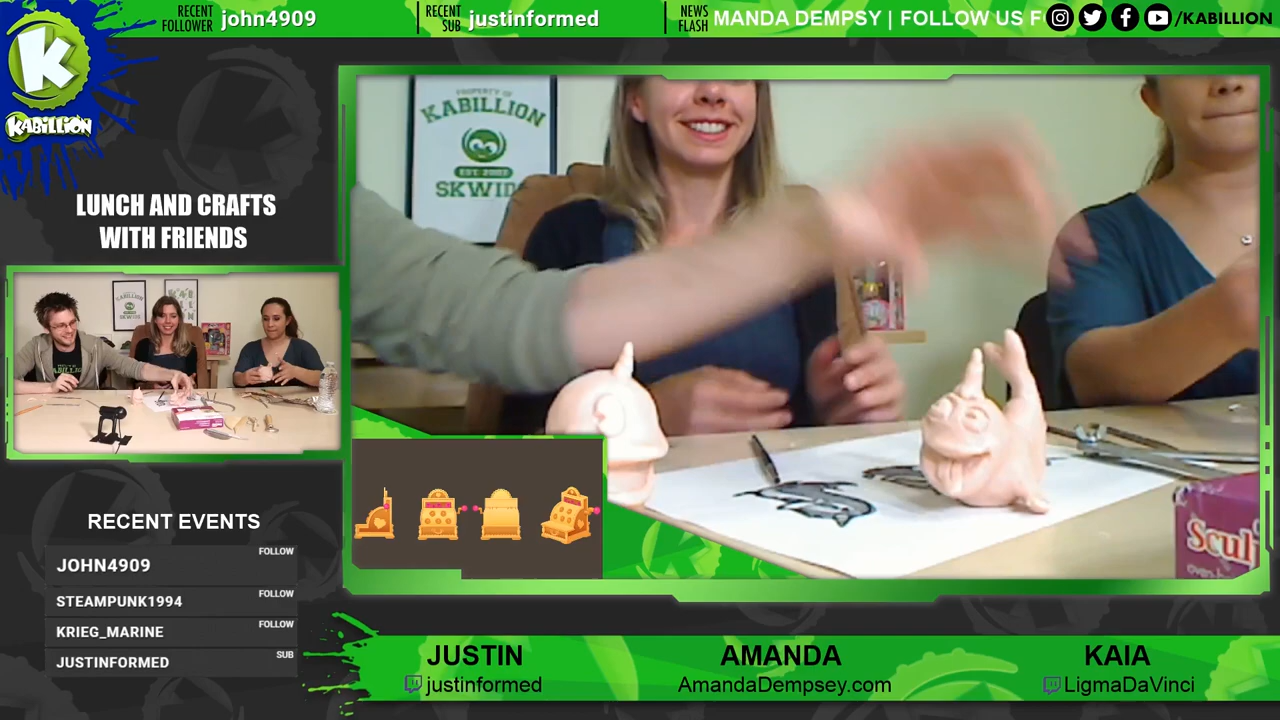 RECENT
FOLLOWER
john4909
RECENT
SUB
justinformed
NEWS
FLASH
MANDA DEMPSY | FOLLOW US F
/KABILLION
K
KABILLION
LUNCH AND CRAFTS
WITH FRIENDS
PROPERTY OF
KABILLION
EST. 2007
SKWID
RECENT EVENTS
JOHN4909
FOLLOW
STEAMPUNK1994
FOLLOW
KRIEG_MARINE
FOLLOW
JUSTINFORMED
SUB
Scul
JUSTIN
justinformed
AMANDA
AmandaDempsey.com
KAIA
LigmaDaVinci